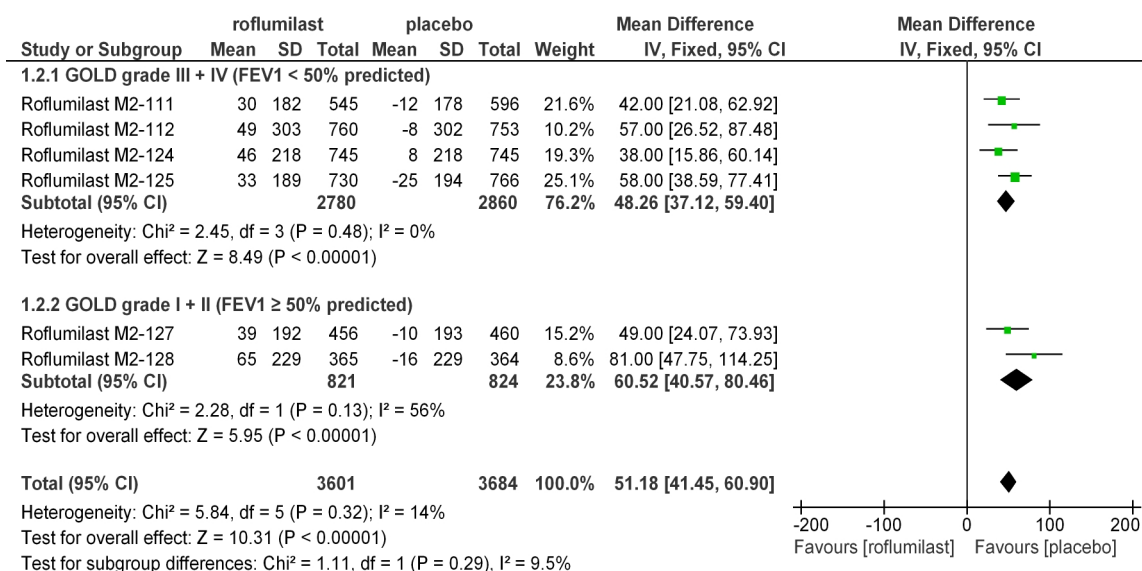 roflumilast placebo Mean Difference Mean Difference
Study or Subgroup Mean SD Total Mean SD Total Weight IV, Fixed, 95% CI IV, Fixed, 95% CI
1.2.1 GOLD grade III + IV (FEV1 < 50% predicted)
Roflumilast M2-111 30 182 545 -12 178 596 21.6% 42.00 [21.08, 62.92]
Roflumilast M2-112 49 303 760 -8 302 753 10.2% 57.00 [26.52, 87.48]
Roflumilast M2-124 46 218 745 8 218 745 19.3% 38.00 [15.86, 60.14]
Roflumilast M2-125 33 189 730 -25 194 766 25.1% 58.00 [38.59, 77.41]
Subtotal (95% CI) 2780 2860 76.2% 48.26 [37.12, 59.40]
Heterogeneity: Chi² = 2.45, df = 3 (P = 0.48); I² = 0%
Test for overall effect: Z = 8.49 (P < 0.00001)
1.2.2 GOLD grade I + II (FEV1 ≥ 50% predicted)
Roflumilast M2-127 39 192 456 -10 193 460 15.2% 49.00 [24.07, 73.93]
Roflumilast M2-128 65 229 365 -16 229 364 8.6% 81.00 [47.75, 114.25]
Subtotal (95% CI) 821 824 23.8% 60.52 [40.57, 80.46]
Heterogeneity: Chi² = 2.28, df = 1 (P = 0.13); I² = 56%
Test for overall effect: Z = 5.95 (P < 0.00001)
Total (95% CI) 3601 3684 100.0% 51.18 [41.45, 60.90]
Heterogeneity: Chi² = 5.84, df = 5 (P = 0.32); I² = 14%
Test for overall effect: Z = 10.31 (P < 0.00001)
Test for subgroup differences: Chi² = 1.11, df = 1 (P = 0.29), I² = 9.5%
-200 -100 0 100 200
Favours [roflumilast] Favours [placebo]